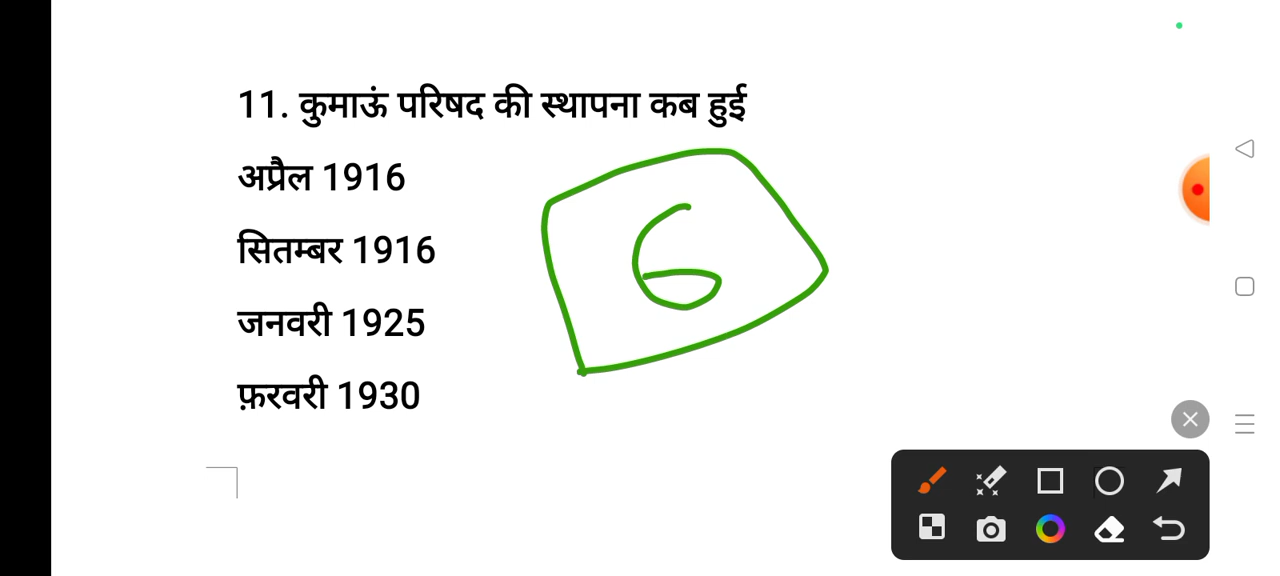 11. कुमाऊं परिषद की स्थापना कब हुई
अप्रैल 1916
सितम्बर 1916
6
जनवरी 1925
फ़रवरी 1930